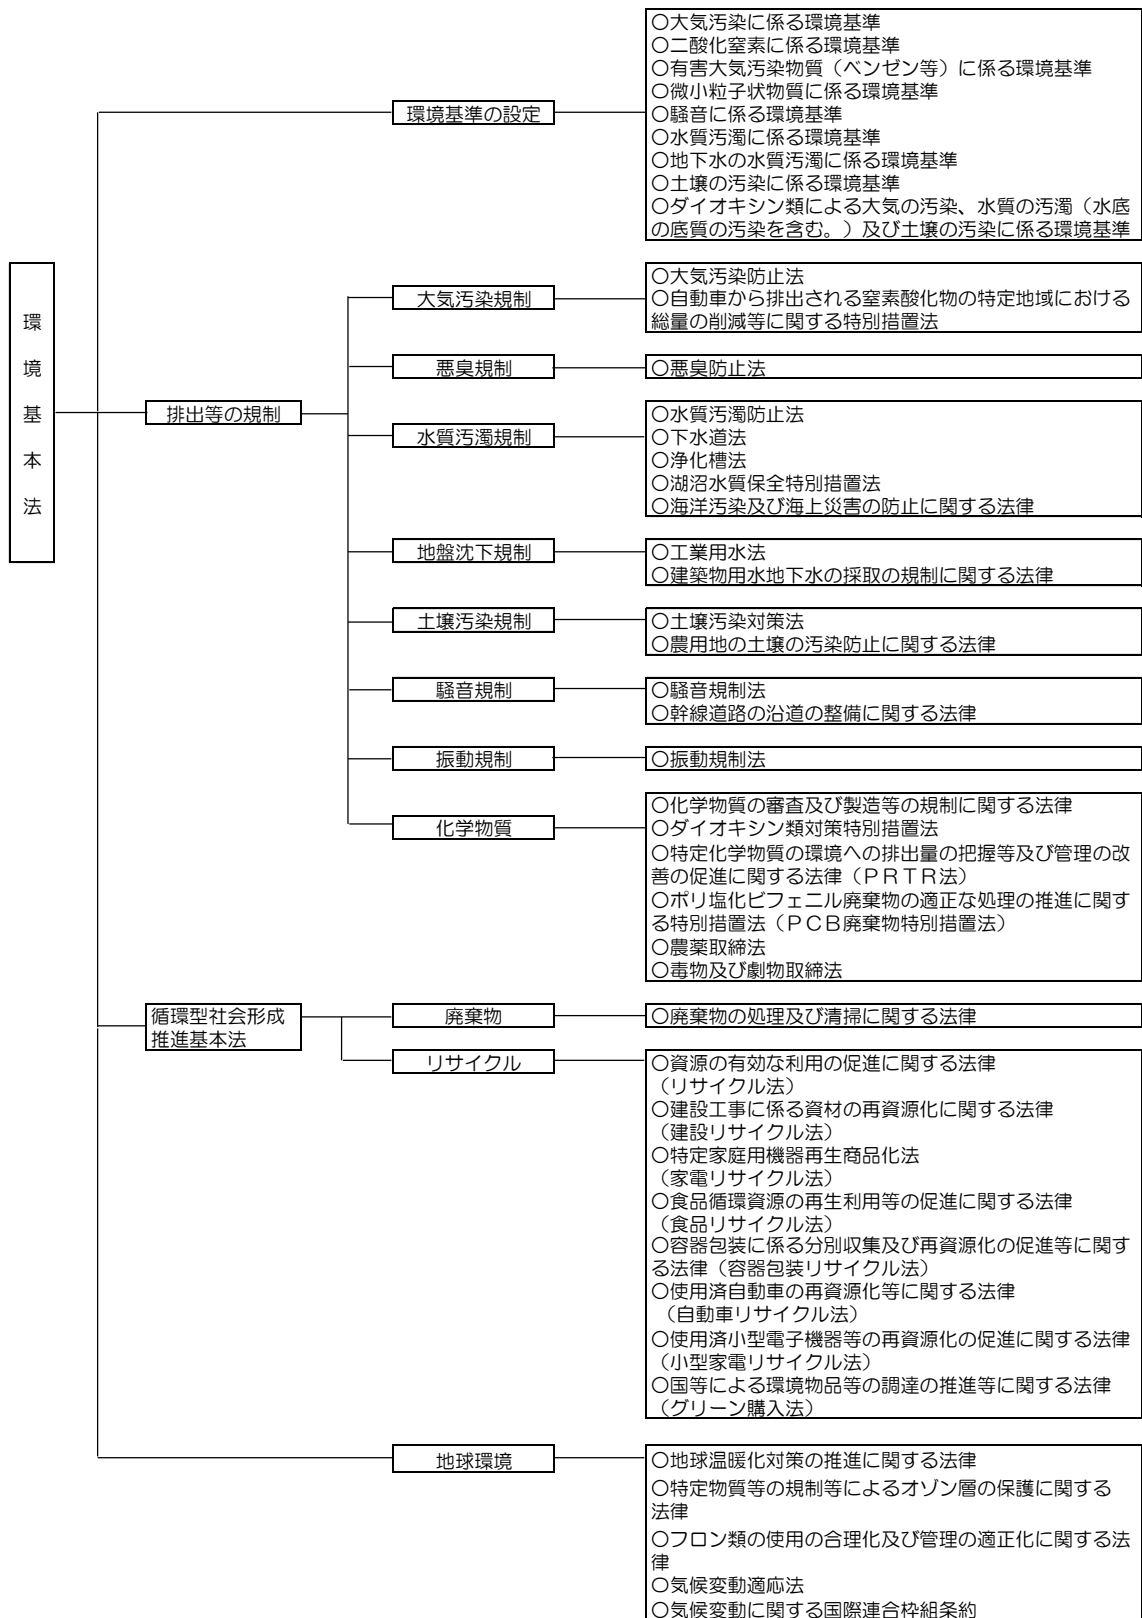 環境基本法
環境基準の設定
〇大気汚染に係る環境基準
〇二酸化窒素に係る環境基準
〇有害大気汚染物質（ベンゼン等）に係る環境基準
〇微小粒子状物質に係る環境基準
〇騒音に係る環境基準
〇水質汚濁に係る環境基準
〇地下水の水質汚濁に係る環境基準
〇土壌の汚染に係る環境基準
〇ダイオキシン類による大気の汚染、水質の汚濁（水底
の底質の汚染を含む。）及び土壌の汚染に係る環境基準
排出等の規制
大気汚染規制
〇大気汚染防止法
〇自動車から排出される窒素酸化物の特定地域における
総量の削減等に関する特別措置法
悪臭規制
〇悪臭防止法
水質汚濁規制
〇水質汚濁防止法
〇下水道法
〇浄化槽法
〇湖沼水質保全特別措置法
〇海洋汚染及び海上災害の防止に関する法律
地盤沈下規制
〇工業用水法
〇建築物用水地下水の採取の規制に関する法律
土壌汚染規制
〇土壌汚染対策法
〇農用地の土壌の汚染防止に関する法律
騒音規制
〇騒音規制法
〇幹線道路の沿道の整備に関する法律
振動規制
〇振動規制法
化学物質
〇化学物質の審査及び製造等の規制に関する法律
〇ダイオキシン類対策特別措置法
〇特定化学物質の環境への排出量の把握等及び管理の改
善の促進に関する法律（ＰＲＴＲ法）
〇ポリ塩化ビフェニル廃棄物の適正な処理の推進に関す
る特別措置法（ＰＣＢ廃棄物特別措置法）
〇農薬取締法
〇毒物及び劇物取締法
循環型社会形成
推進基本法
廃棄物
〇廃棄物の処理及び清掃に関する法律
リサイクル
〇資源の有効な利用の促進に関する法律
（リサイクル法）
〇建設工事に係る資材の再資源化に関する法律
（建設リサイクル法）
〇特定家庭用機器再生商品化法
（家電リサイクル法）
〇食品循環資源の再生利用等の促進に関する法律
（食品リサイクル法）
〇容器包装に係る分別収集及び再資源化の促進等に関す
る法律（容器包装リサイクル法）
〇使用済自動車の再資源化等に関する法律
（自動車リサイクル法）
〇使用済小型電子機器等の再資源化の促進に関する法律
（小型家電リサイクル法）
〇国等による環境物品等の調達の推進等に関する法律
（グリーン購入法）
地球環境
〇地球温暖化対策の推進に関する法律
〇特定物質等の規制等によるオゾン層の保護に関する
法律
〇フロン類の使用の合理化及び管理の適正化に関する法
律
〇気候変動適応法
〇気候変動に関する国際連合枠組条約